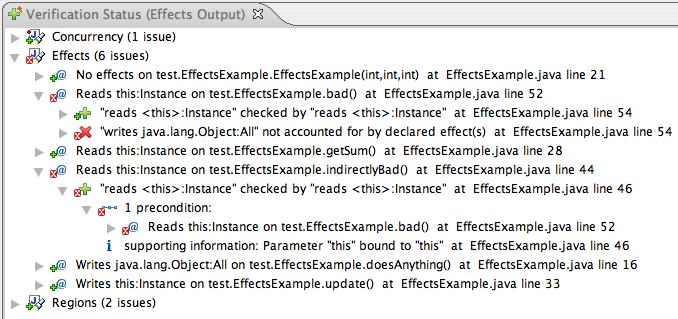 Verification Status (Effects Output)
Concurrency (1 issue)
Effects (6 issues)
No effects on test.EffectsExample.EffectsExample(int,int,int) at EffectsExample.java line 21
Reads this:Instance on test.EffectsExample.bad() at EffectsExample.java line 52
"reads <this>:Instance" checked by "reads <this>:Instance" at EffectsExample.java line 54
"writes java.lang.Object:All" not accounted for by declared effect(s) at EffectsExample.java line 54
Reads this:Instance on test.EffectsExample.getSum() at EffectsExample.java line 28
Reads this:Instance on test.EffectsExample.indirectlyBad() at EffectsExample.java line 44
"reads <this>:Instance" checked by "reads <this>:Instance" at EffectsExample.java line 46
1 precondition:
Reads this:Instance on test.EffectsExample.bad() at EffectsExample.java line 52
supporting information: Parameter "this" bound to "this" at EffectsExample.java line 46
Writes java.lang.Object:All on test.EffectsExample.doesAnything() at EffectsExample.java line 16
Writes this:Instance on test.EffectsExample.update() at EffectsExample.java line 33
Regions (2 issues)